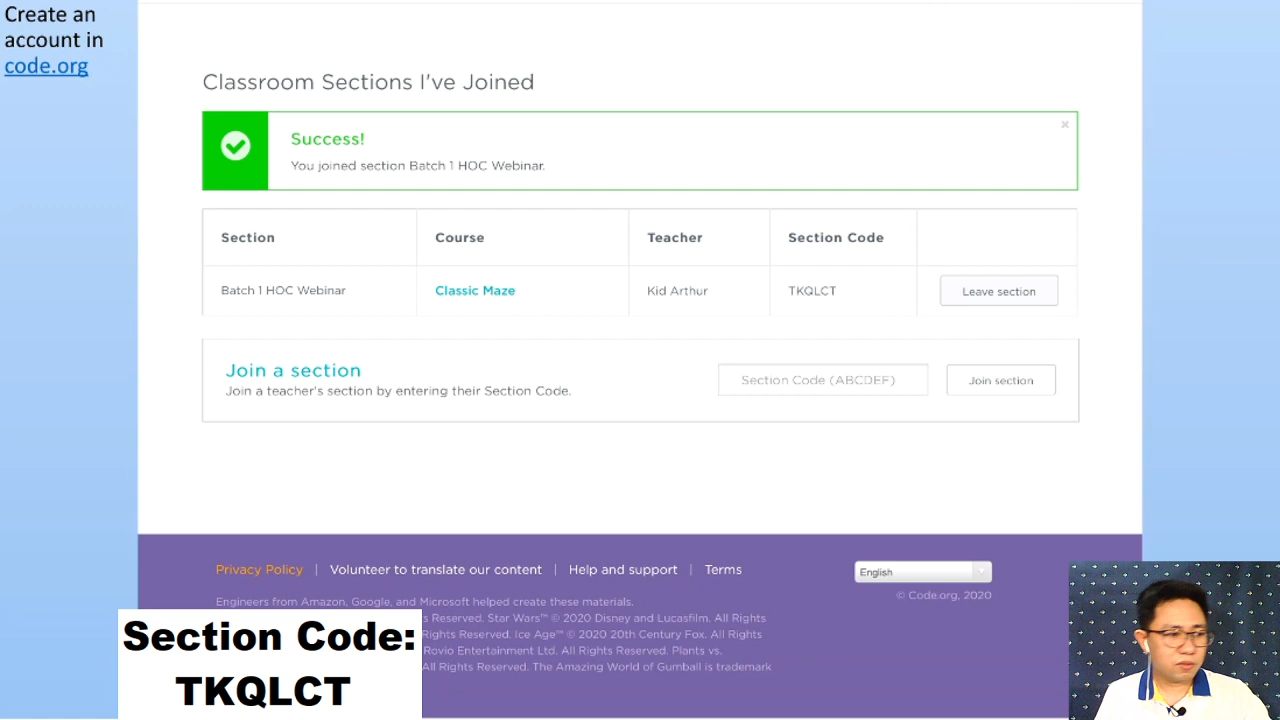 Create an
account in
code.org
Classroom Sections I've Joined
Success!
You joined section Batch 1 HOC Webinar.
×
Section Course Teacher Section Code
Batch 1 HOC Webinar Classic Maze Kid Arthur TKQLCT Leave section
Join a section
Join a teacher's section by entering their Section Code.
Section Code (ABCDEF) Join section
Privacy Policy | Volunteer to translate our content | Help and support | Terms
English
© Code.org, 2020
Engineers from Amazon, Google, and Microsoft helped create these materials.
s Reserved. Star Wars™ © 2020 Disney and Lucasfilm. All Rights
Rights Reserved. Ice Age™ © 2020 20th Century Fox. All Rights
Rovio Entertainment Ltd. All Rights Reserved. Plants vs.
All Rights Reserved. The Amazing World of Gumball is trademark
Section Code:
TKQLCT